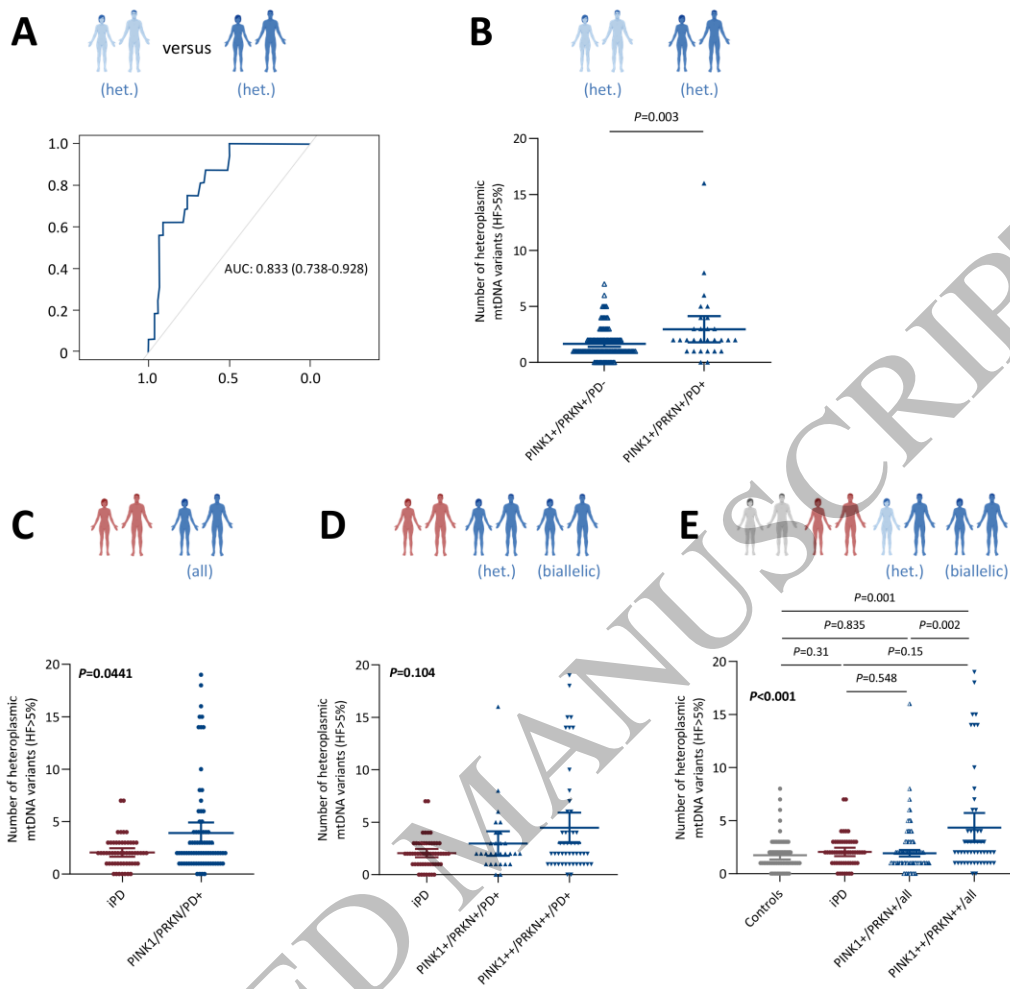 A
versus
(het.)
(het.)
1.0
0.8
0.6
0.4
0.2
0
AUC: 0.833 (0.738-0.928)
1.0
0.5
0.0
B
(het.)
(het.)
P=0.003
Number of heteroplasmic
mtDNA variants (HF>5%)
20
15
10
5
0
PINK1+/PRKN+/PD-
PINK1+/PRKN+/PD+
C
(all)
P=0.0441
Number of heteroplasmic
mtDNA variants (HF>5%)
20
15
10
5
0
iPD
PINK1/PRKN/PD+
D
(het.)
(biallelic)
P=0.104
Number of heteroplasmic
mtDNA variants (HF>5%)
20
15
10
5
0
iPD
PINK1+/PRKN+/PD+
PINK1++/PRKN++/PD+
E
(het.)
(biallelic)
P=0.001
P=0.835
P=0.002
P=0.31
P=0.15
P=0.548
P<0.001
Number of heteroplasmic
mtDNA variants (HF>5%)
20
15
10
5
0
Controls
iPD
PINK1+/PRKN+/all
PINK1++/PRKN++/all
ED MANUSCRIPT